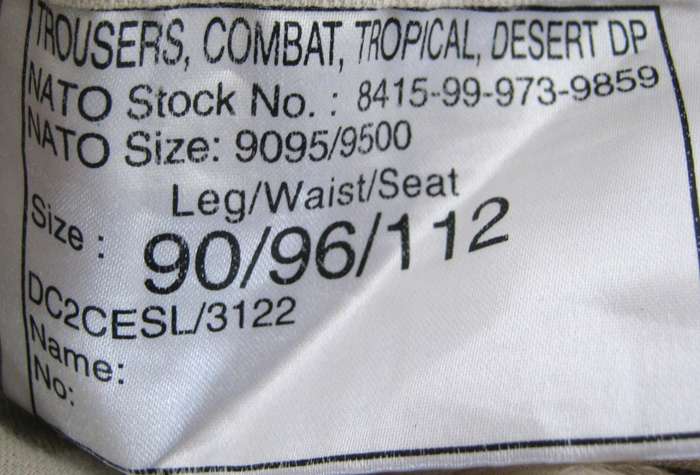 TROUSERS, COMBAT, TROPICAL, DESERT DP
NATO Stock No. : 8415-99-973-9859
NATO Size: 9095/9500
Leg/Waist/Seat
Size : 90/96/112
DC2CESL/3122
Name:
No: